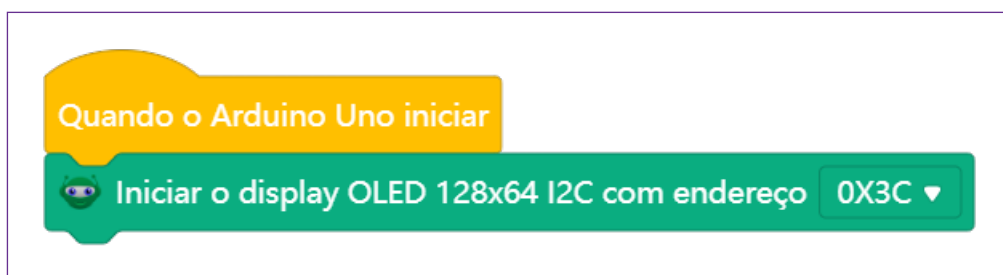 Quando o Arduino Uno iniciar
Iniciar o display OLED 128x64 I2C com endereço 0X3C